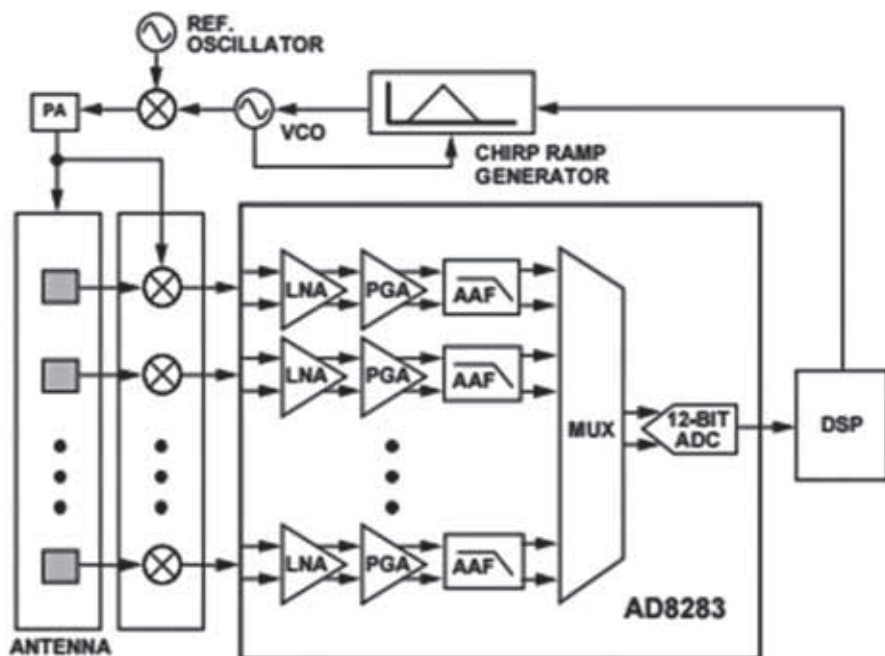 REF.
OSCILLATOR
PA
VCO
CHIRP RAMP
GENERATOR
LNA
PGA
AAF
LNA
PGA
AAF
MUX
12-BIT
ADC
DSP
LNA
PGA
AAF
AD8283
ANTENNA